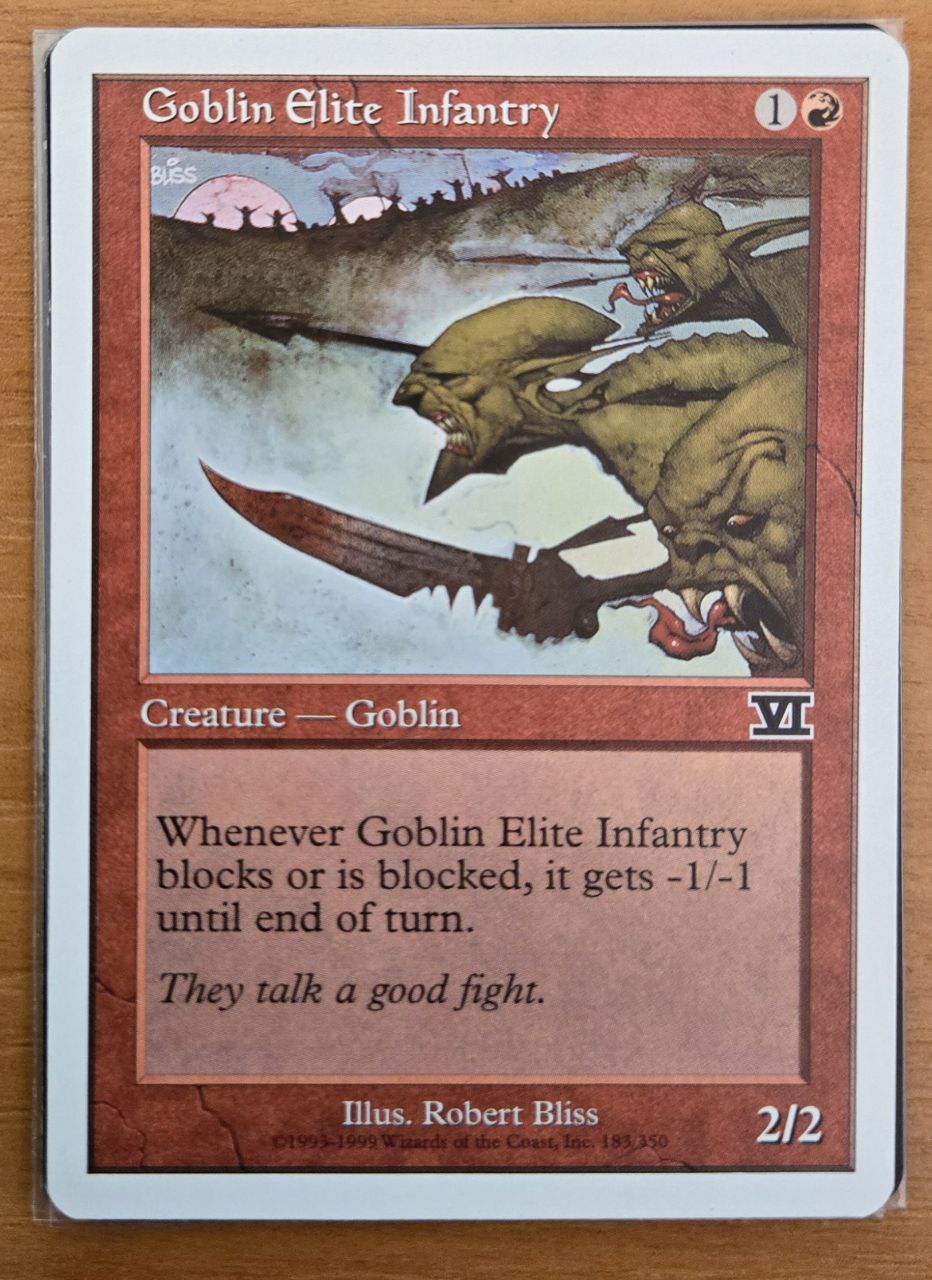 Goblin Elite Infantry 1
BLISS
Creature — Goblin VI
Whenever Goblin Elite Infantry
blocks or is blocked, it gets -1/-1
until end of turn.
They talk a good fight.
Illus. Robert Bliss
©1993-1999 Wizards of the Coast, Inc. 183/350
2/2